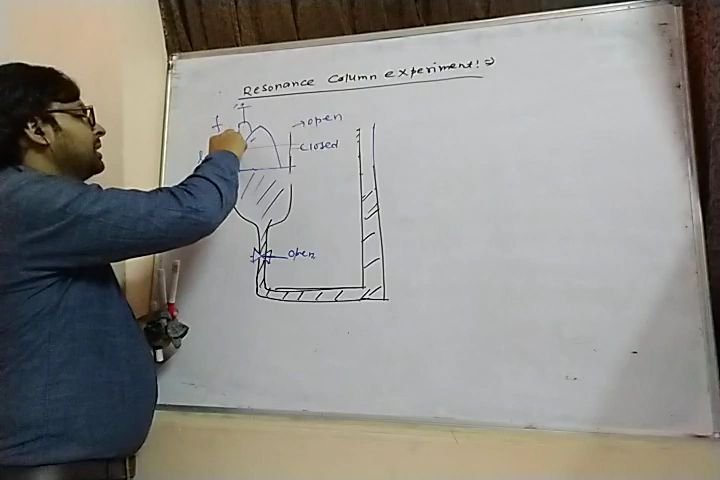 Resonance Column experiment:→
f
→open
closed
open